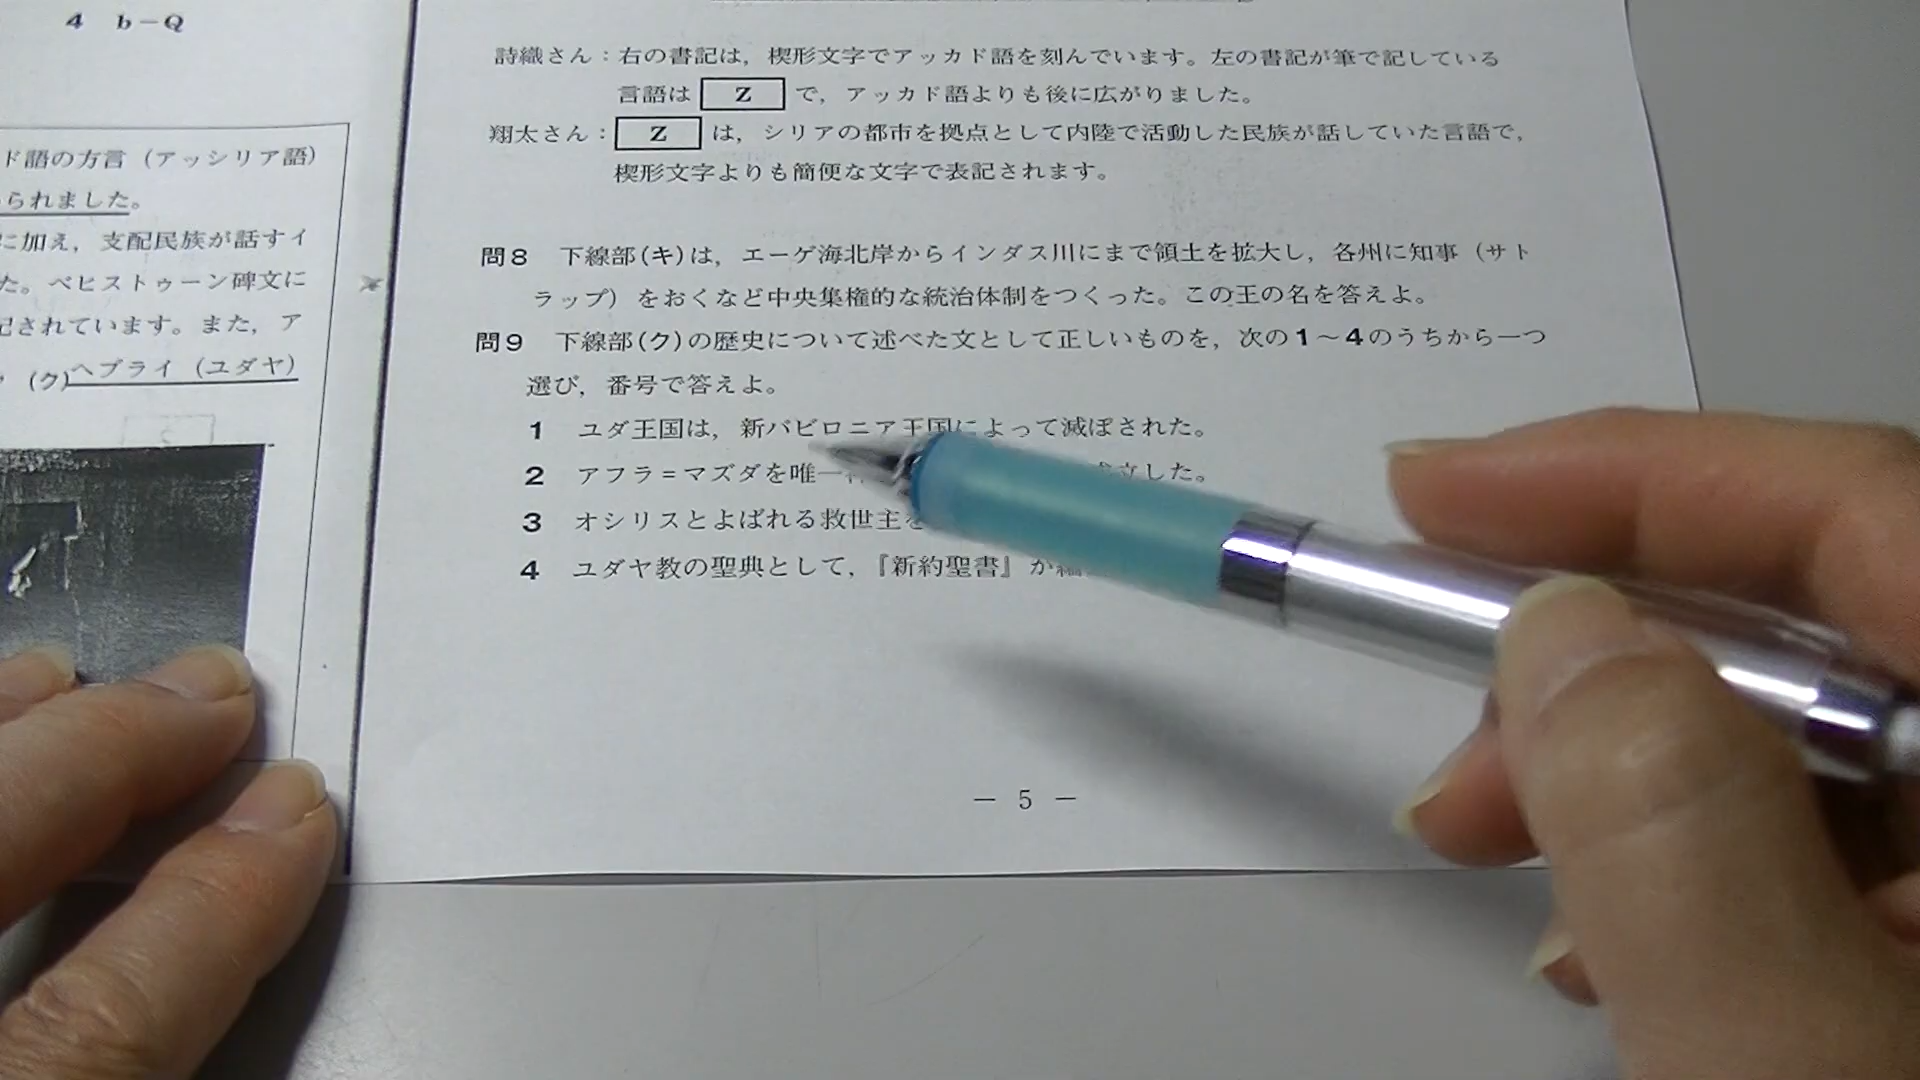 4 b－Q
ド語の方言（アッシリア語）
られました。
に加え，支配民族が話すイ
た。ベヒストゥーン碑文に
記されています。また，ア
(ク)ヘブライ（ユダヤ）
詩織さん：右の書記は，楔形文字でアッカド語を刻んでいます。左の書記が筆で記している
言語は Z で，アッカド語よりも後に広がりました。
翔太さん： Z は，シリアの都市を拠点として内陸で活動した民族が話していた言語で，
楔形文字よりも簡便な文字で表記されます。
問8 下線部(キ)は，エーゲ海北岸からインダス川にまで領土を拡大し，各州に知事（サト
ラップ）をおくなど中央集権的な統治体制をつくった。この王の名を答えよ。
問9 下線部(ク)の歴史について述べた文として正しいものを，次の1～4のうちから一つ
選び，番号で答えよ。
1 ユダ王国は，新バビロニア王国によって滅ぼされた。
2 アフラ＝マズダを唯一 した。
3 オシリスとよばれる救世主を
4 ユダヤ教の聖典として，『新約聖書』が
－ 5 －